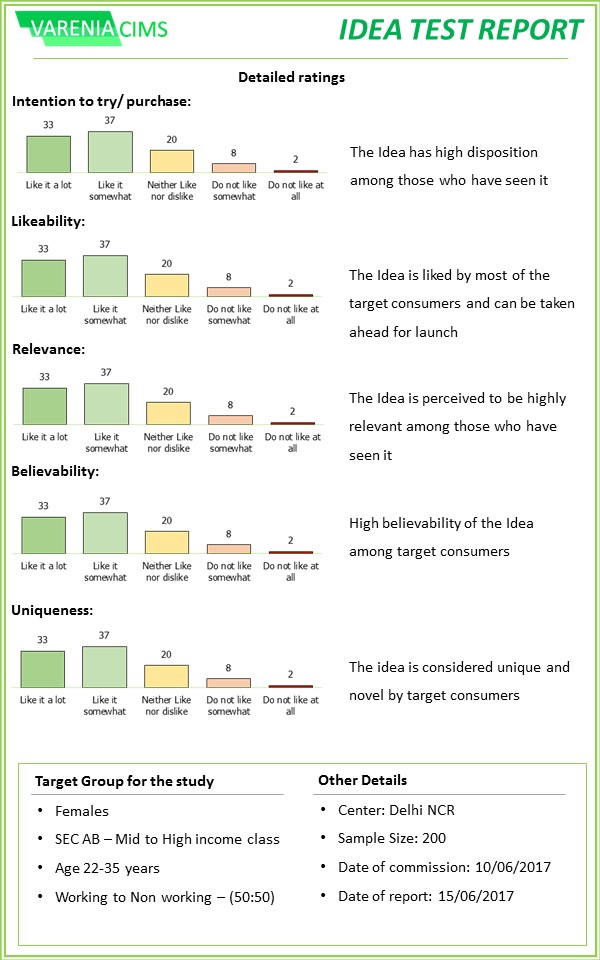 VARENIA CIMS
IDEA TEST REPORT
Detailed ratings
Intention to try/ purchase:
33
37
20
8
2
Like it a lot
Like it
somewhat
Neither Like
nor dislike
Do not like
somewhat
Do not like at
all
The Idea has high disposition
among those who have seen it
Likeability:
33
37
20
8
2
Like it a lot
Like it
somewhat
Neither Like
nor dislike
Do not like
somewhat
Do not like at
all
The Idea is liked by most of the
target consumers and can be taken
ahead for launch
Relevance:
33
37
20
8
2
Like it a lot
Like it
somewhat
Neither Like
nor dislike
Do not like
somewhat
Do not like at
all
The Idea is perceived to be highly
relevant among those who have
seen it
Believability:
33
37
20
8
2
Like it a lot
Like it
somewhat
Neither Like
nor dislike
Do not like
somewhat
Do not like at
all
High believability of the Idea
among target consumers
Uniqueness:
33
37
20
8
2
Like it a lot
Like it
somewhat
Neither Like
nor dislike
Do not like
somewhat
Do not like at
all
The idea is considered unique and
novel by target consumers
Target Group for the study
• Females
• SEC AB – Mid to High income class
• Age 22-35 years
• Working to Non working – (50:50)
Other Details
• Center: Delhi NCR
• Sample Size: 200
• Date of commission: 10/06/2017
• Date of report: 15/06/2017